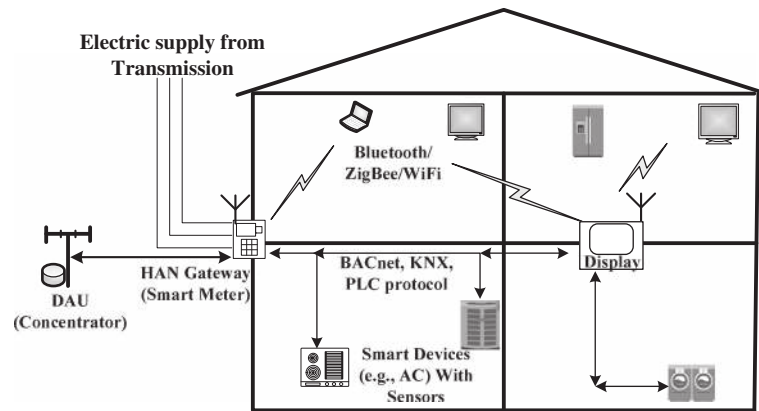 Electric supply from
Transmission
Bluetooth/
ZigBee/WiFi
BACnet, KNX,
PLC protocol
Display
HAN Gateway
(Smart Meter)
DAU
(Concentrator)
Smart Devices
(e.g., AC) With
Sensors